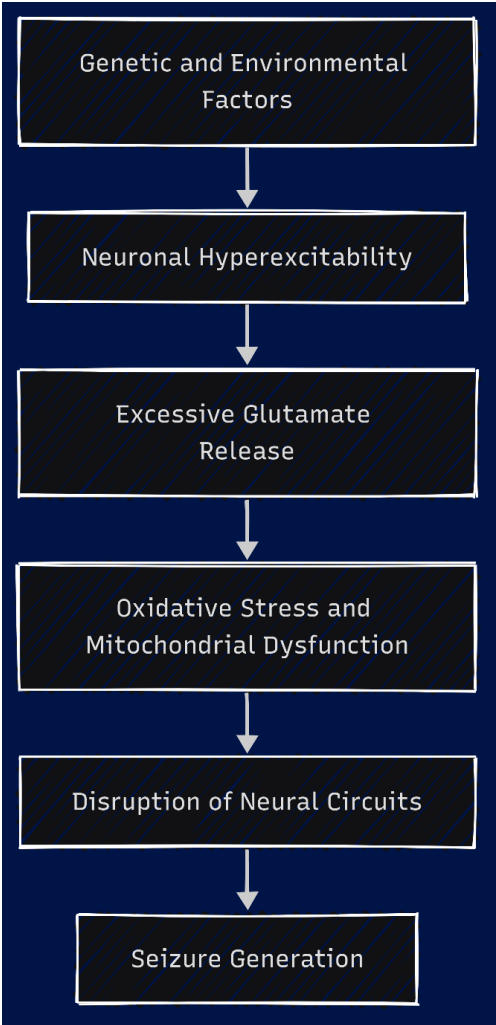 Genetic and Environmental
Factors
Neuronal Hyperexcitability
Excessive Glutamate
Release
Oxidative Stress and
Mitochondrial Dysfunction
Disruption of Neural Circuits
Seizure Generation